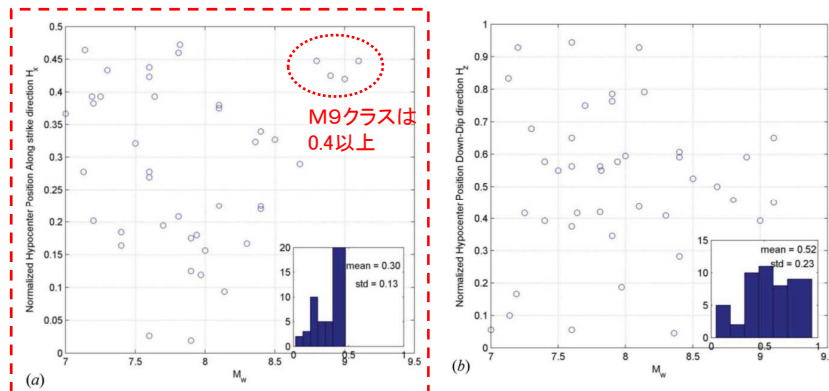 0.5
0.45
0.4
0.35
0.3
0.25
0.2
0.15
0.1
0.05
0
Normalized Hypocenter Position Along strike direction Hx
M9クラスは
0.4以上
20
15
10
5
0
mean = 0.30
std = 0.13
0 0.5 1
7 7.5 8 8.5 9 9.5
(a)
Mw
1
0.9
0.8
0.7
0.6
0.5
0.4
0.3
0.2
0.1
0
Normalized Hypocenter Position Down-Dip direction Hz
15
10
5
0
mean = 0.52
std = 0.23
0 0.5 1
7 7.5 8 8.5 9 9.5
(b)
Mw